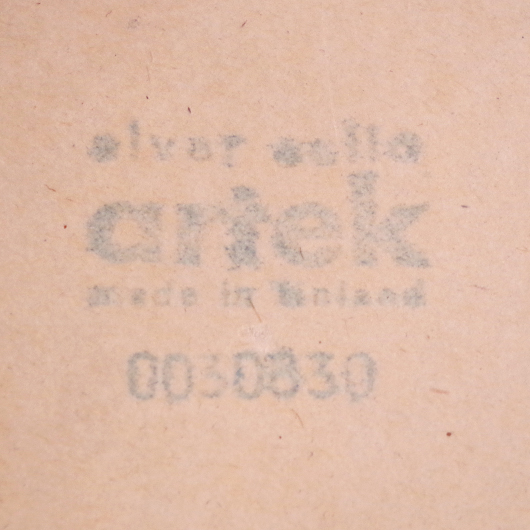 alvar aalto
artek
made in finland
0030830